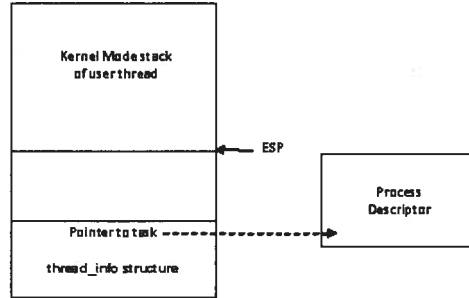 Kernel Mode stack
of user thread
ESP
Process
Descriptor
Pointer to task
thread_info structure